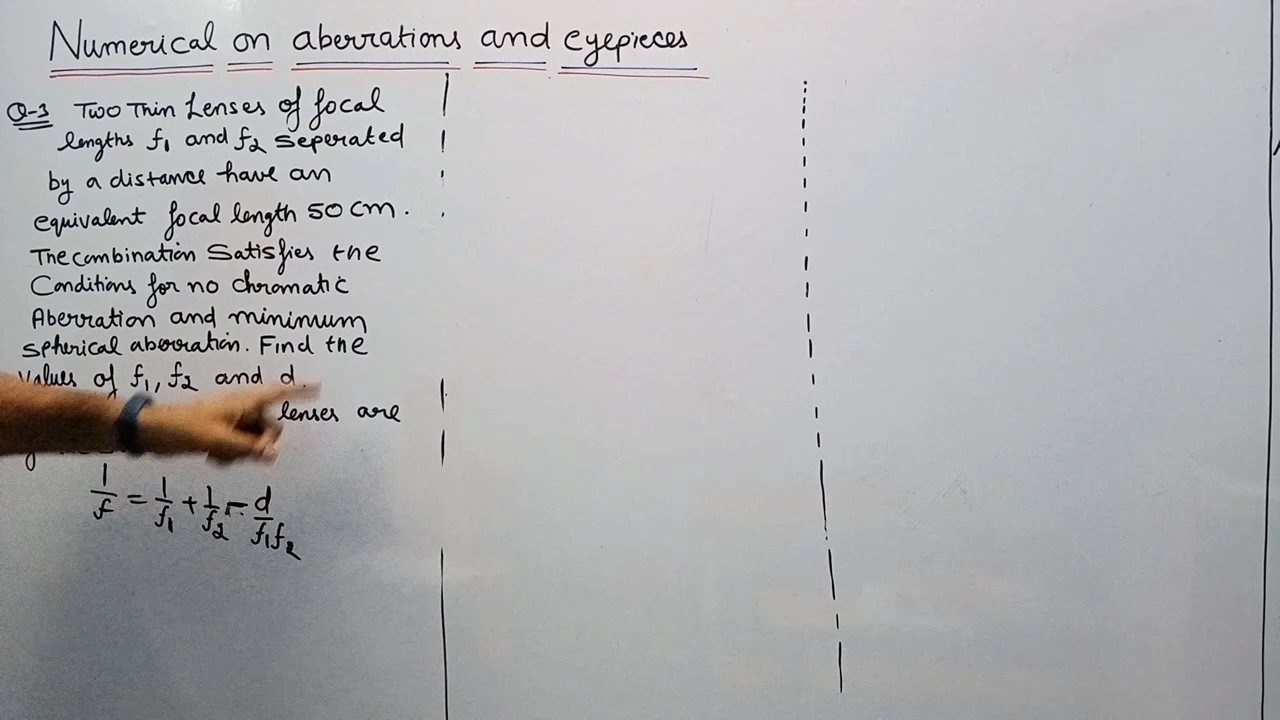 Numerical on aberrations and eyepieces
Q-3 Two Thin Lenses of focal
lengths f₁ and f₂ seperated
by a distance have an
equivalent focal length 50 cm.
The combination Satisfies the
Conditions for no chromatic
Aberration and minimum
spherical aberration. Find the
values of f₁, f₂ and d.
lenses are
1/f = 1/f₁ + 1/f₂ - d/f₁f₂